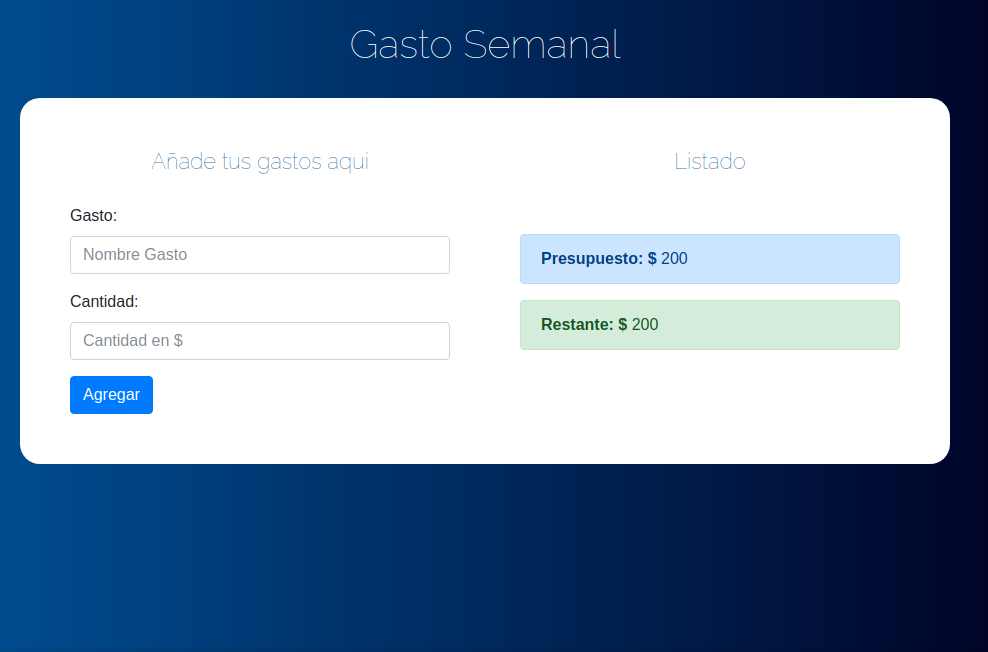 Gasto Semanal
Añade tus gastos aqui
Gasto:
Nombre Gasto
Cantidad:
Cantidad en $
Agregar
Listado
Presupuesto: $ 200
Restante: $ 200